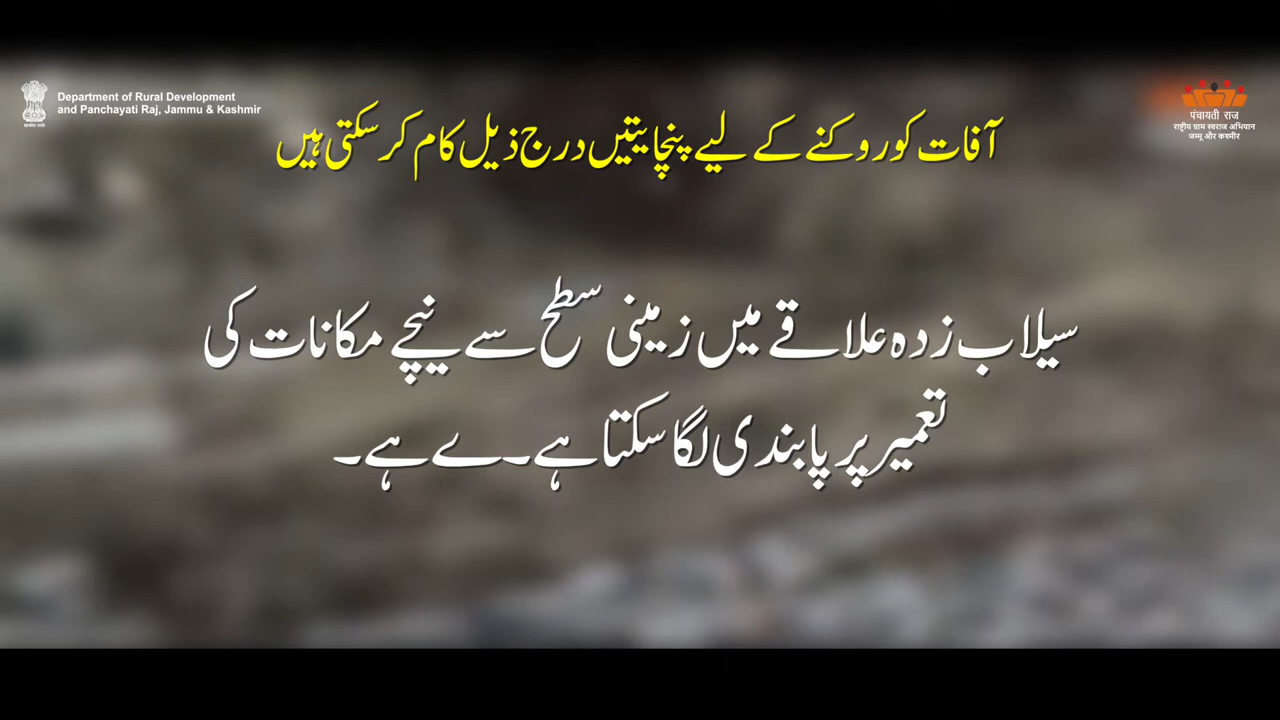 Department of Rural Development
and Panchayati Raj, Jammu & Kashmir
पंचायती राज
राष्ट्रीय ग्राम स्वराज अभियान
जम्मू और कश्मीर
آفات کو روکنے کے لیے پنچایتیں درج ذیل کام کر سکتی ہیں
سیلاب زدہ علاقے میں زمینی سطح سے نیچے مکانات کی
تعمیر پر پابندی لگا سکتا ہے۔ے ہے۔